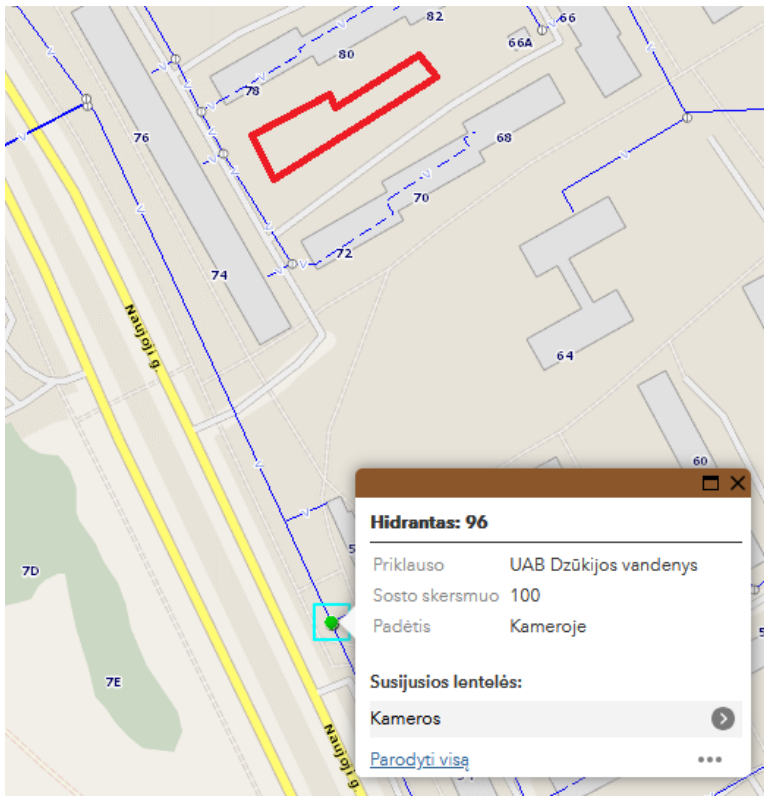 82
66
66A
80
78
76
68
70
72
74
Naujoji g.
64
60
7D
7E
Naujoji g.
Hidrantas: 96
Priklauso UAB Dzūkijos vandenys
Sosto skersmuo 100
Padėtis Kameroje
Susijusios lentelės:
Kameros
Parodyti visą